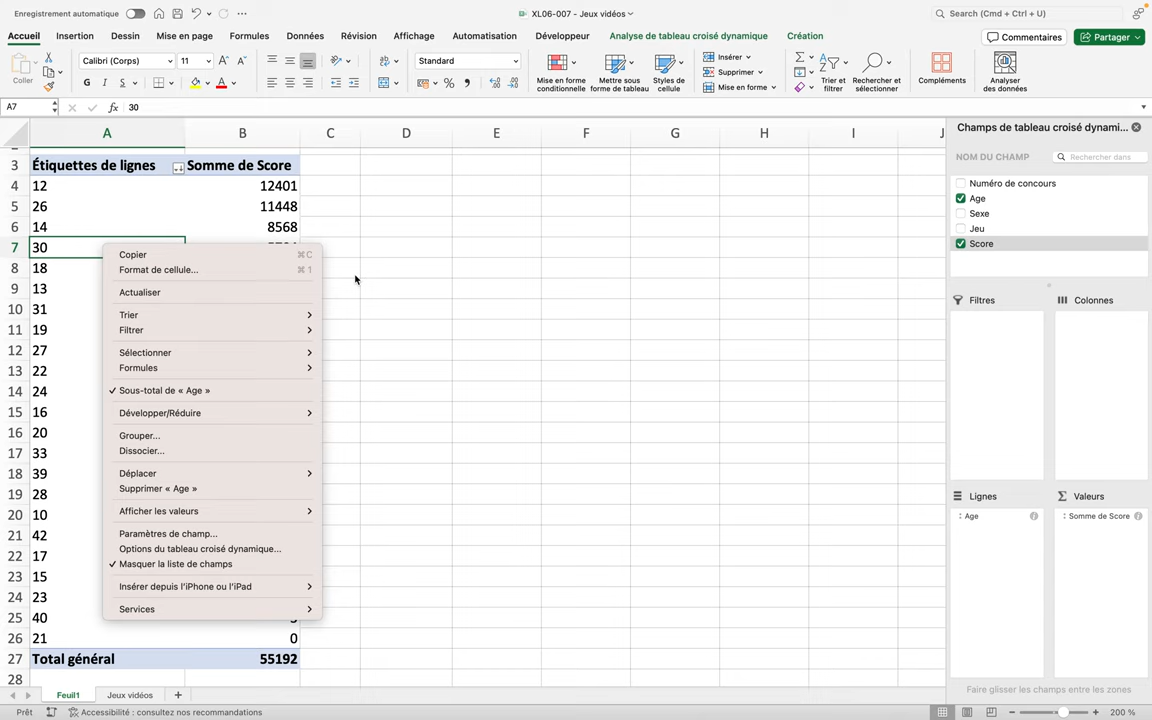 Enregistrement automatique
XL06-007 - Jeux vidéos
Search (Cmd + Ctrl + U)
Accueil Insertion Dessin Mise en page Formules Données Révision Affichage Automatisation Développeur Analyse de tableau croisé dynamique Création
Commentaires
Partager
Coller
Calibri (Corps) 11
G I S
Standard
Mise en forme conditionnelle
Mettre sous forme de tableau
Styles de cellule
Insérer
Supprimer
Mise en forme
Trier et filtrer
Rechercher et sélectionner
Compléments
Analyser des données
A7 fx 30
A B C D E F G H I J
3 Étiquettes de lignes Somme de Score
4 12 12401
5 26 11448
6 14 8568
7 30
8 18
9 13
10 31
11 19
12 27
13 22
14 24
15 16
16 20
17 33
18 39
19 28
20 10
21 42
22 17
23 15
24 23
25 40
26 21 0
27 Total général 55192
28
Copier ⌘C
Format de cellule... ⌘1
Actualiser
Trier
Filtrer
Sélectionner
Formules
✓ Sous-total de « Age »
Développer/Réduire
Grouper...
Dissocier...
Déplacer
Supprimer « Age »
Afficher les valeurs
Paramètres de champ...
Options du tableau croisé dynamique...
✓ Masquer la liste de champs
Insérer depuis l'iPhone ou l'iPad
Services
Champs de tableau croisé dynami...
NOM DU CHAMP
Rechercher dans
Numéro de concours
Age
Sexe
Jeu
Score
Filtres
Colonnes
Lignes
Valeurs
Age
Somme de Score
Faire glisser les champs entre les zones
Feuil1 Jeux vidéos +
Prêt
Accessibilité : consultez nos recommandations
200 %